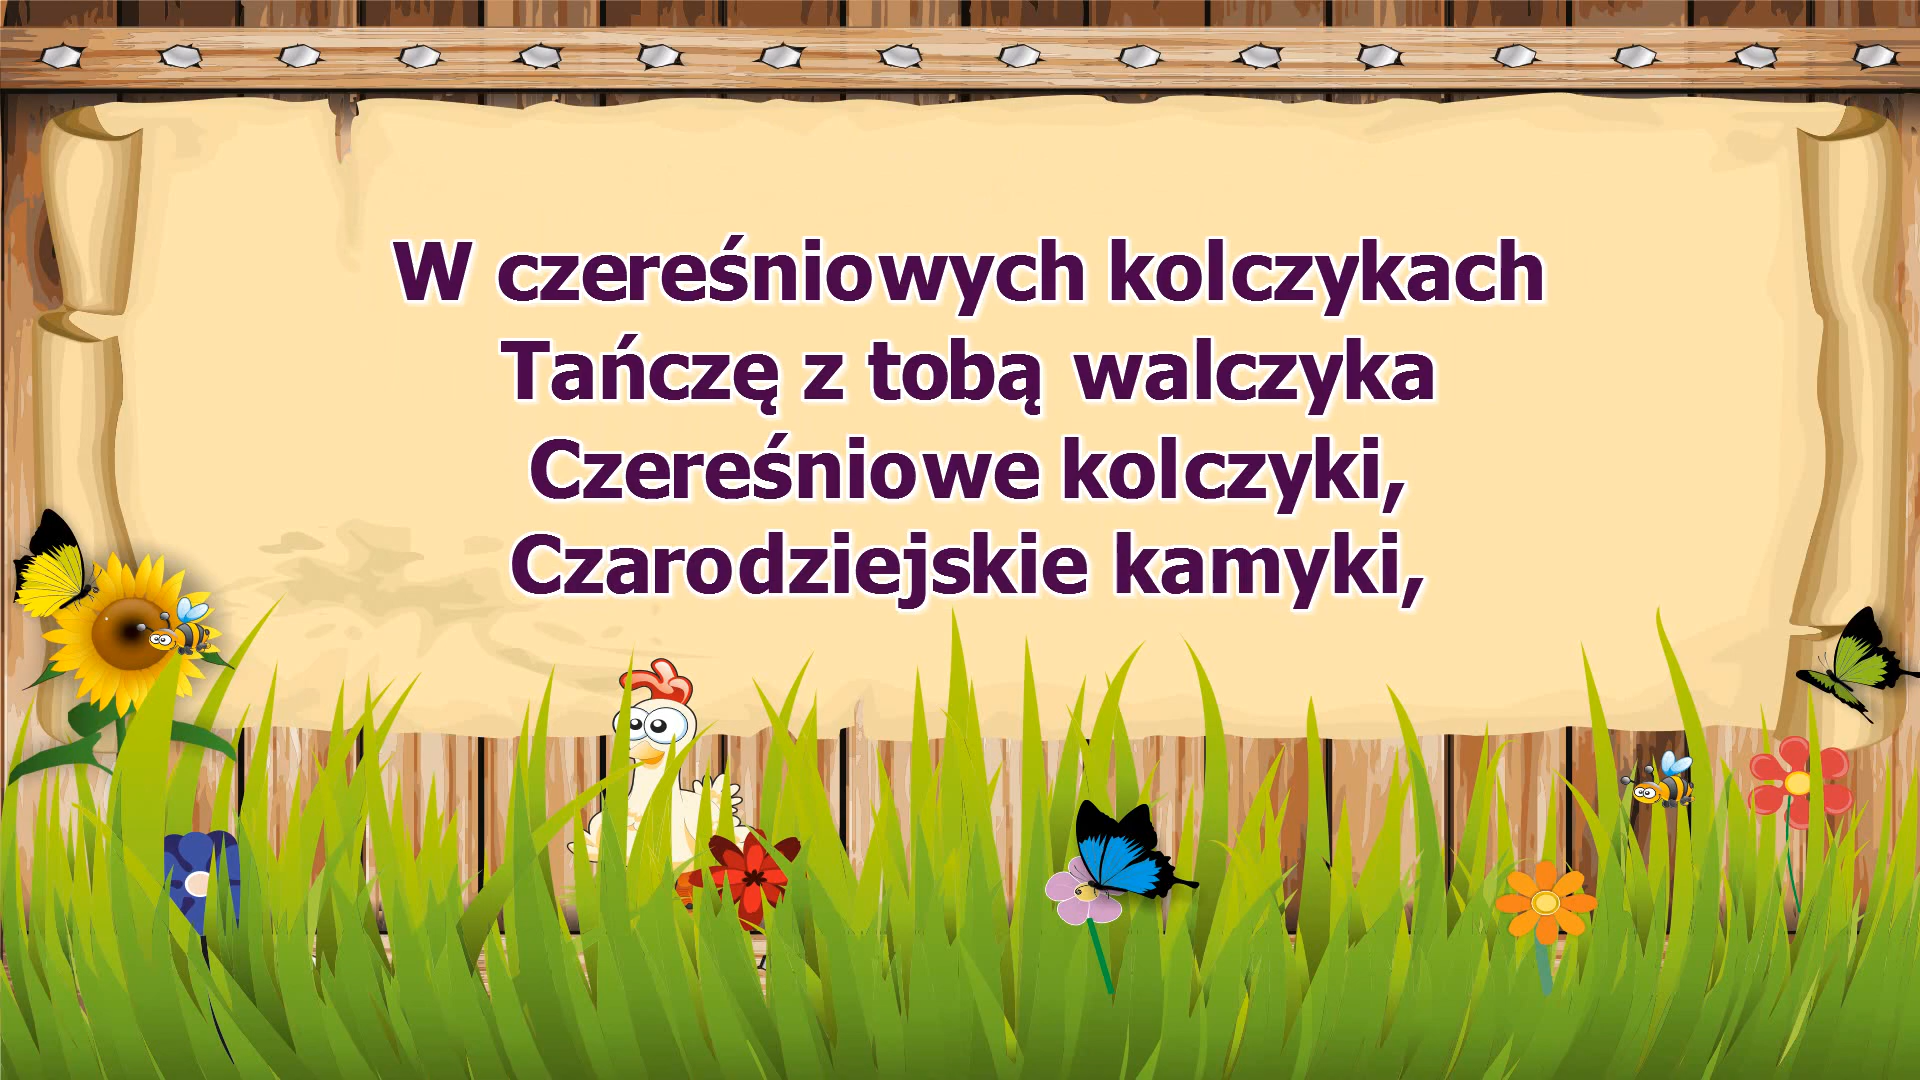 W czereśniowych kolczykach
Tańczę z tobą walczyka
Czereśniowe kolczyki,
Czarodziejskie kamyki,